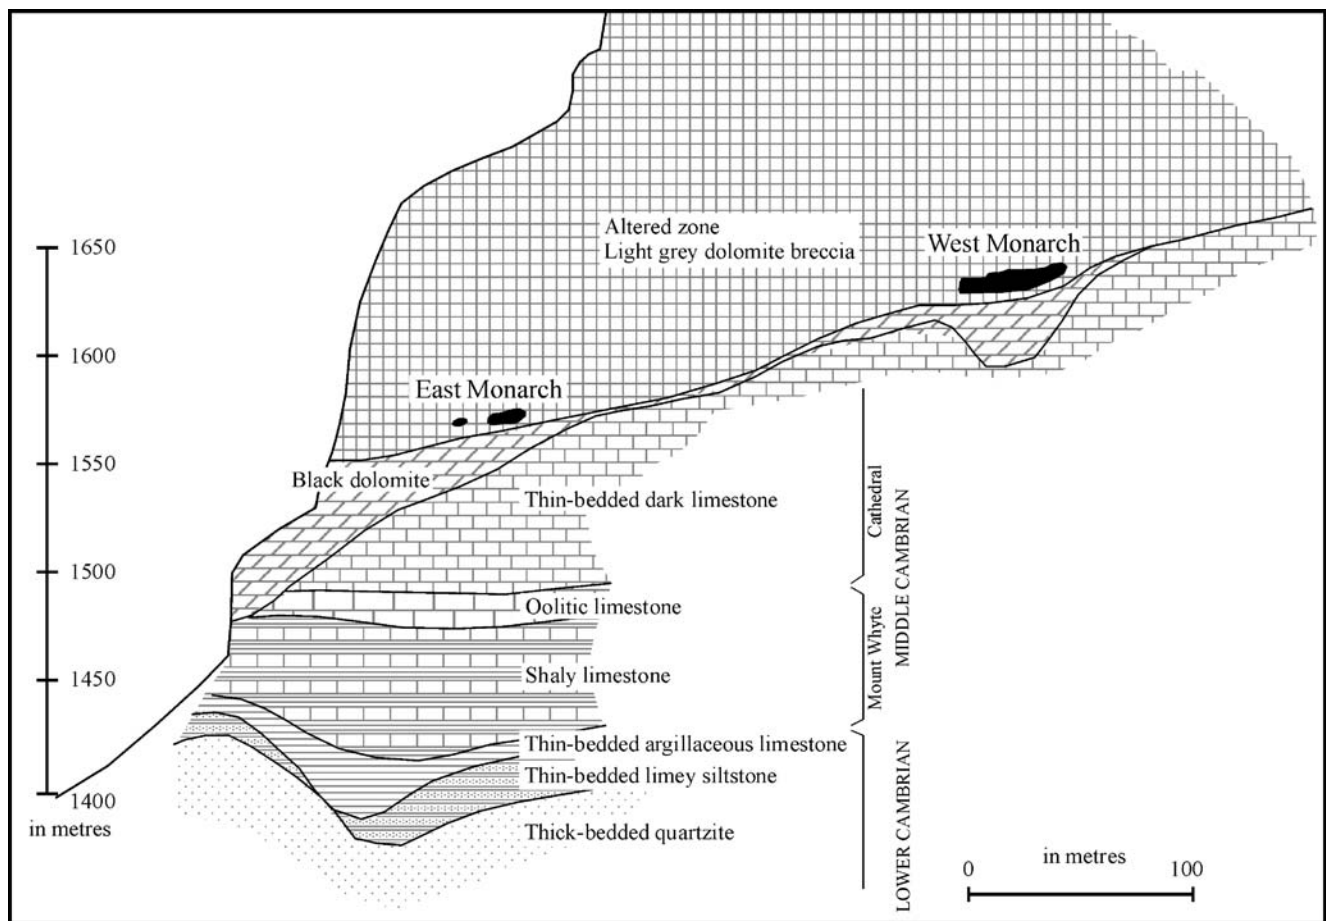 Altered zone
Light grey dolomite breccia
West Monarch
1650
1600
East Monarch
1550
Black dolomite
Thin-bedded dark limestone
Cathedral
MIDDLE CAMBRIAN
1500
Oolitic limestone
Mount Whyte
Shaly limestone
1450
Thin-bedded argillaceous limestone
Thin-bedded limey siltstone
1400
in metres
Thick-bedded quartzite
LOWER CAMBRIAN
in metres
0
100